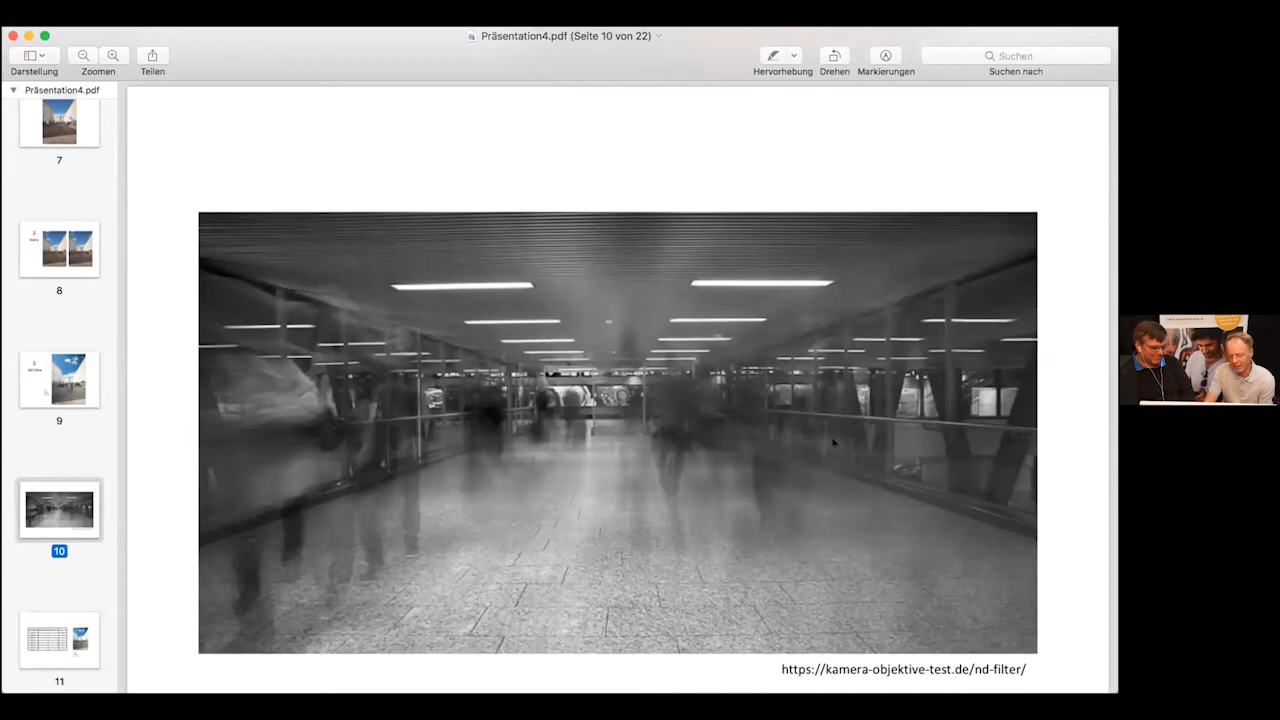 Präsentation4.pdf (Seite 10 von 22)
Darstellung
Zoomen
Teilen
Hervorhebung
Drehen
Markierungen
Suchen
Suchen nach
Präsentation4.pdf
7
8
9
10
11
https://kamera-objektive-test.de/nd-filter/